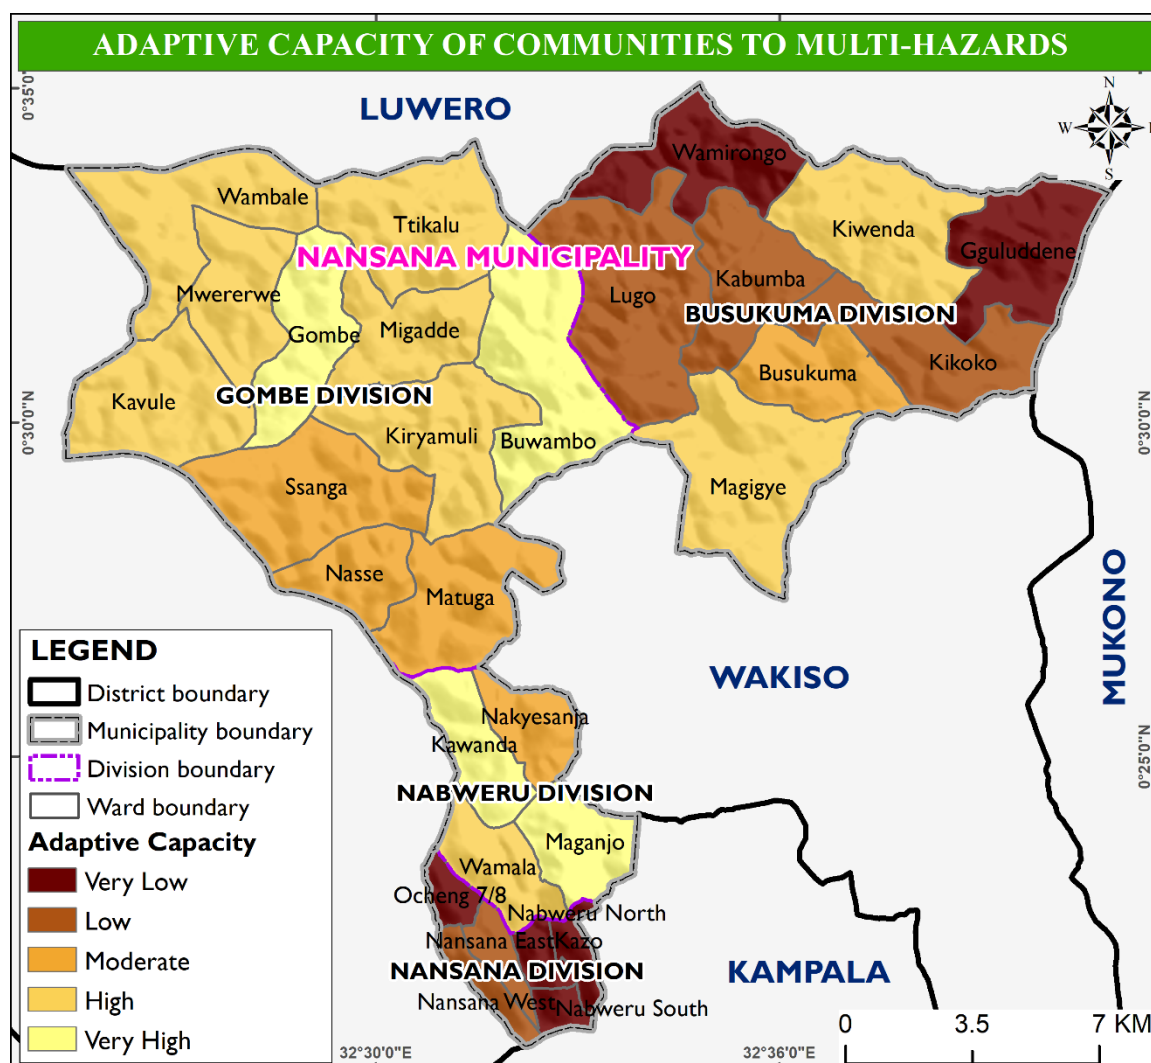 ADAPTIVE CAPACITY OF COMMUNITIES TO MULTI-HAZARDS
0°35'0"
LUWERO
N
W
S
Wamirongo
Wambale
Ttikalu
Kiwenda
Gguluddene
NANSANA MUNICIPALITY
Kabumba
Mwererwe
Lugo
Gombe
Migadde
BUSUKUMA DIVISION
Kikoko
Busukuma
GOMBE DIVISION
Kavule
Kiryamuli
Buwambo
0°30'0"N
0°30'0"N
Ssanga
Magigye
Nasse
Matuga
MUKONO
WAKISO
LEGEND
District boundary
Municipality boundary
Division boundary
Ward boundary
Adaptive Capacity
Very Low
Low
Moderate
High
Very High
Nakyesanja
Kawanda
0°25'0"N
NABWERU DIVISION
Maganjo
Wamala
Ocheng 7/8
Nabweru North
Nansana East
Kazo
NANSANA DIVISION
KAMPALA
Nansana West
Nabweru South
0 3.5 7 KM
32°30'0"E
32°36'0"E